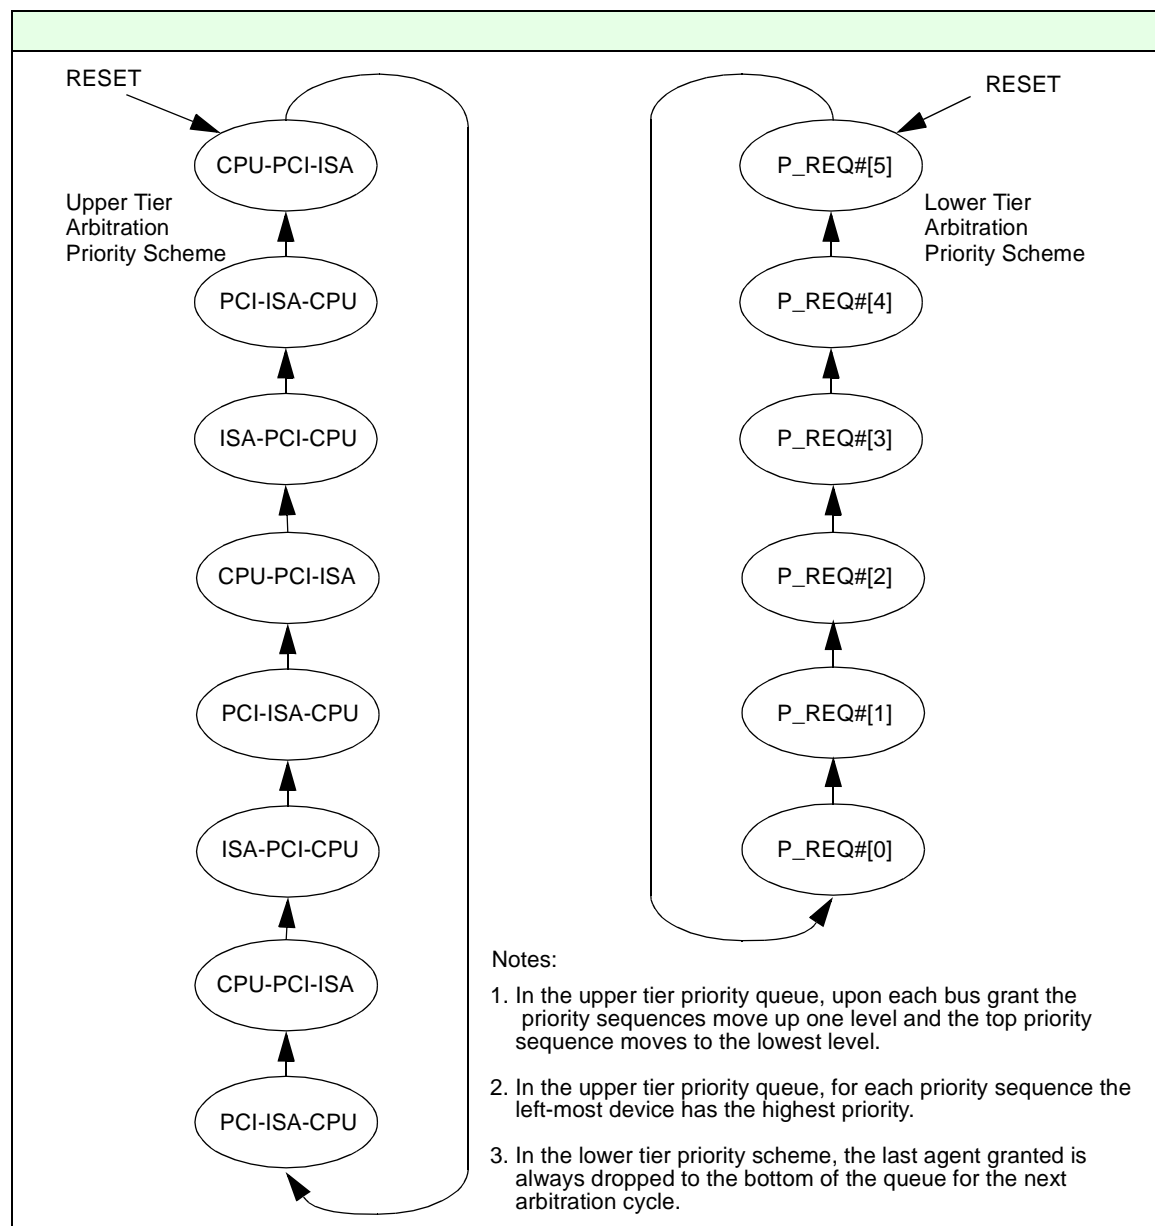 RESET
CPU-PCI-ISA
Upper Tier
Arbitration
Priority Scheme
PCI-ISA-CPU
ISA-PCI-CPU
CPU-PCI-ISA
PCI-ISA-CPU
ISA-PCI-CPU
CPU-PCI-ISA
PCI-ISA-CPU
RESET
P_REQ#[5]
Lower Tier
Arbitration
Priority Scheme
P_REQ#[4]
P_REQ#[3]
P_REQ#[2]
P_REQ#[1]
P_REQ#[0]
Notes:
1. In the upper tier priority queue, upon each bus grant the
priority sequences move up one level and the top priority
sequence moves to the lowest level.
2. In the upper tier priority queue, for each priority sequence the
left-most device has the highest priority.
3. In the lower tier priority scheme, the last agent granted is
always dropped to the bottom of the queue for the next
arbitration cycle.